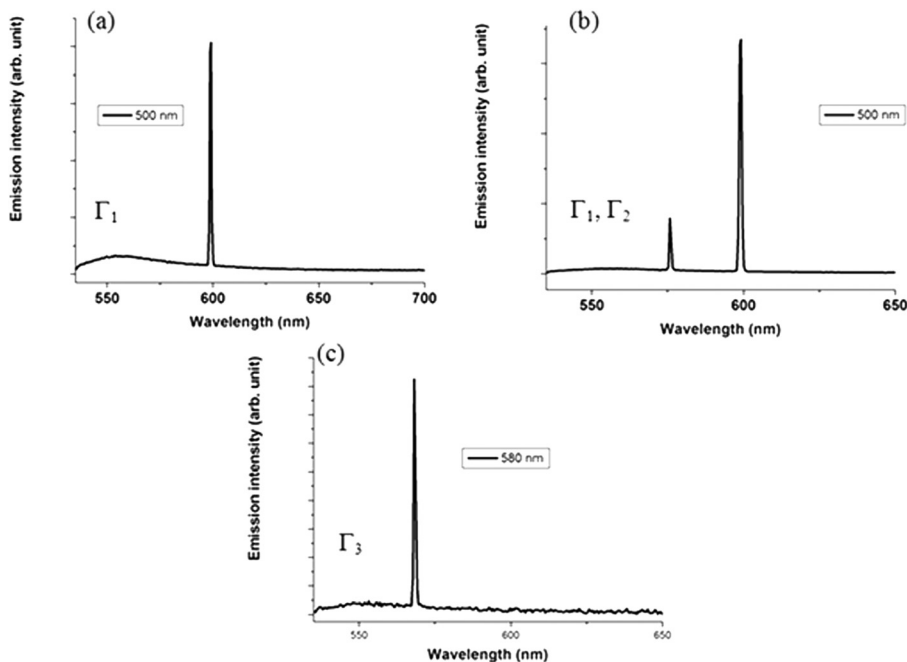 (a)
Emission intensity (arb. unit)
500 nm
Γ₁
550 600 650 700
Wavelength (nm)
(b)
Emission intensity (arb. unit)
500 nm
Γ₁, Γ₂
550 600 650
Wavelength (nm)
(c)
Emission intensity (arb. unit)
580 nm
Γ₃
550 600 650
Wavelength (nm)